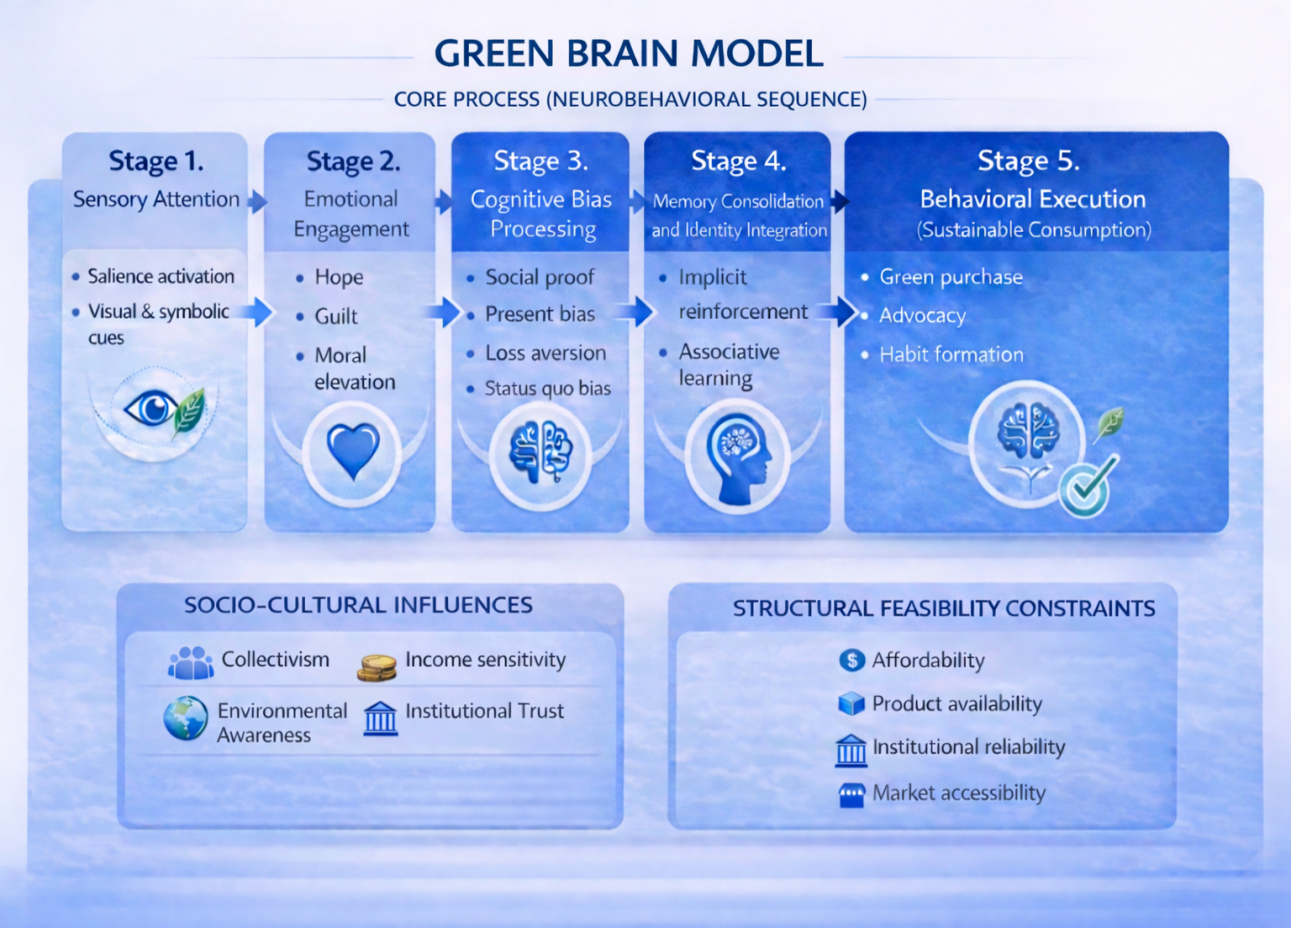 GREEN BRAIN MODEL
CORE PROCESS (NEUROBEHAVIORAL SEQUENCE)
Stage 1.
Sensory Attention
• Salience activation
• Visual & symbolic
cues
Stage 2.
Emotional
Engagement
• Hope
• Guilt
• Moral
elevation
Stage 3.
Cognitive Bias
Processing
• Social proof
• Present bias
• Loss aversion
• Status quo bias
Stage 4.
Memory Consolidation
and Identity Integration
• Implicit
reinforcement
• Associative
learning
Stage 5.
Behavioral Execution
(Sustainable Consumption)
• Green purchase
• Advocacy
• Habit formation
SOCIO-CULTURAL INFLUENCES
Collectivism
Income sensitivity
Environmental
Awareness
Institutional Trust
STRUCTURAL FEASIBILITY CONSTRAINTS
$ Affordability
Product availability
Institutional reliability
Market accessibility